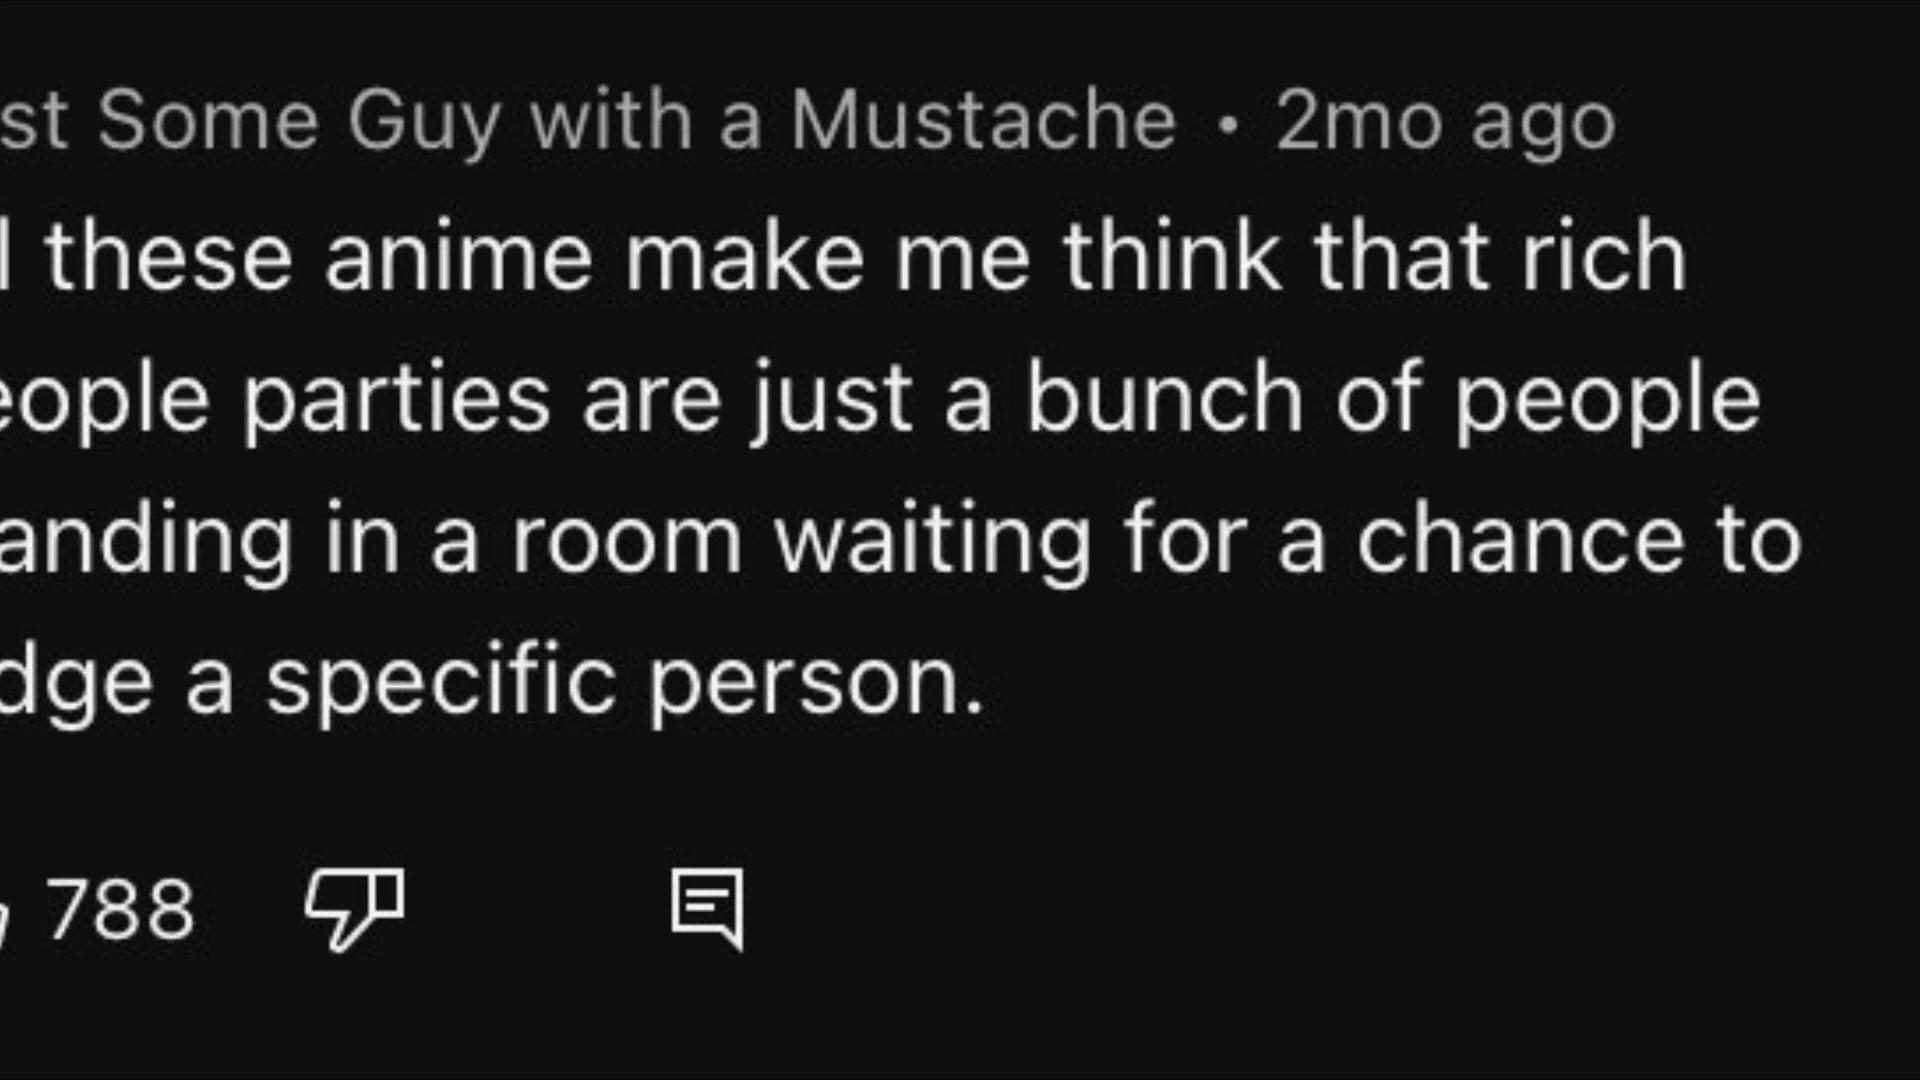 st Some Guy with a Mustache • 2mo ago
l these anime make me think that rich
eople parties are just a bunch of people
anding in a room waiting for a chance to
dge a specific person.
788